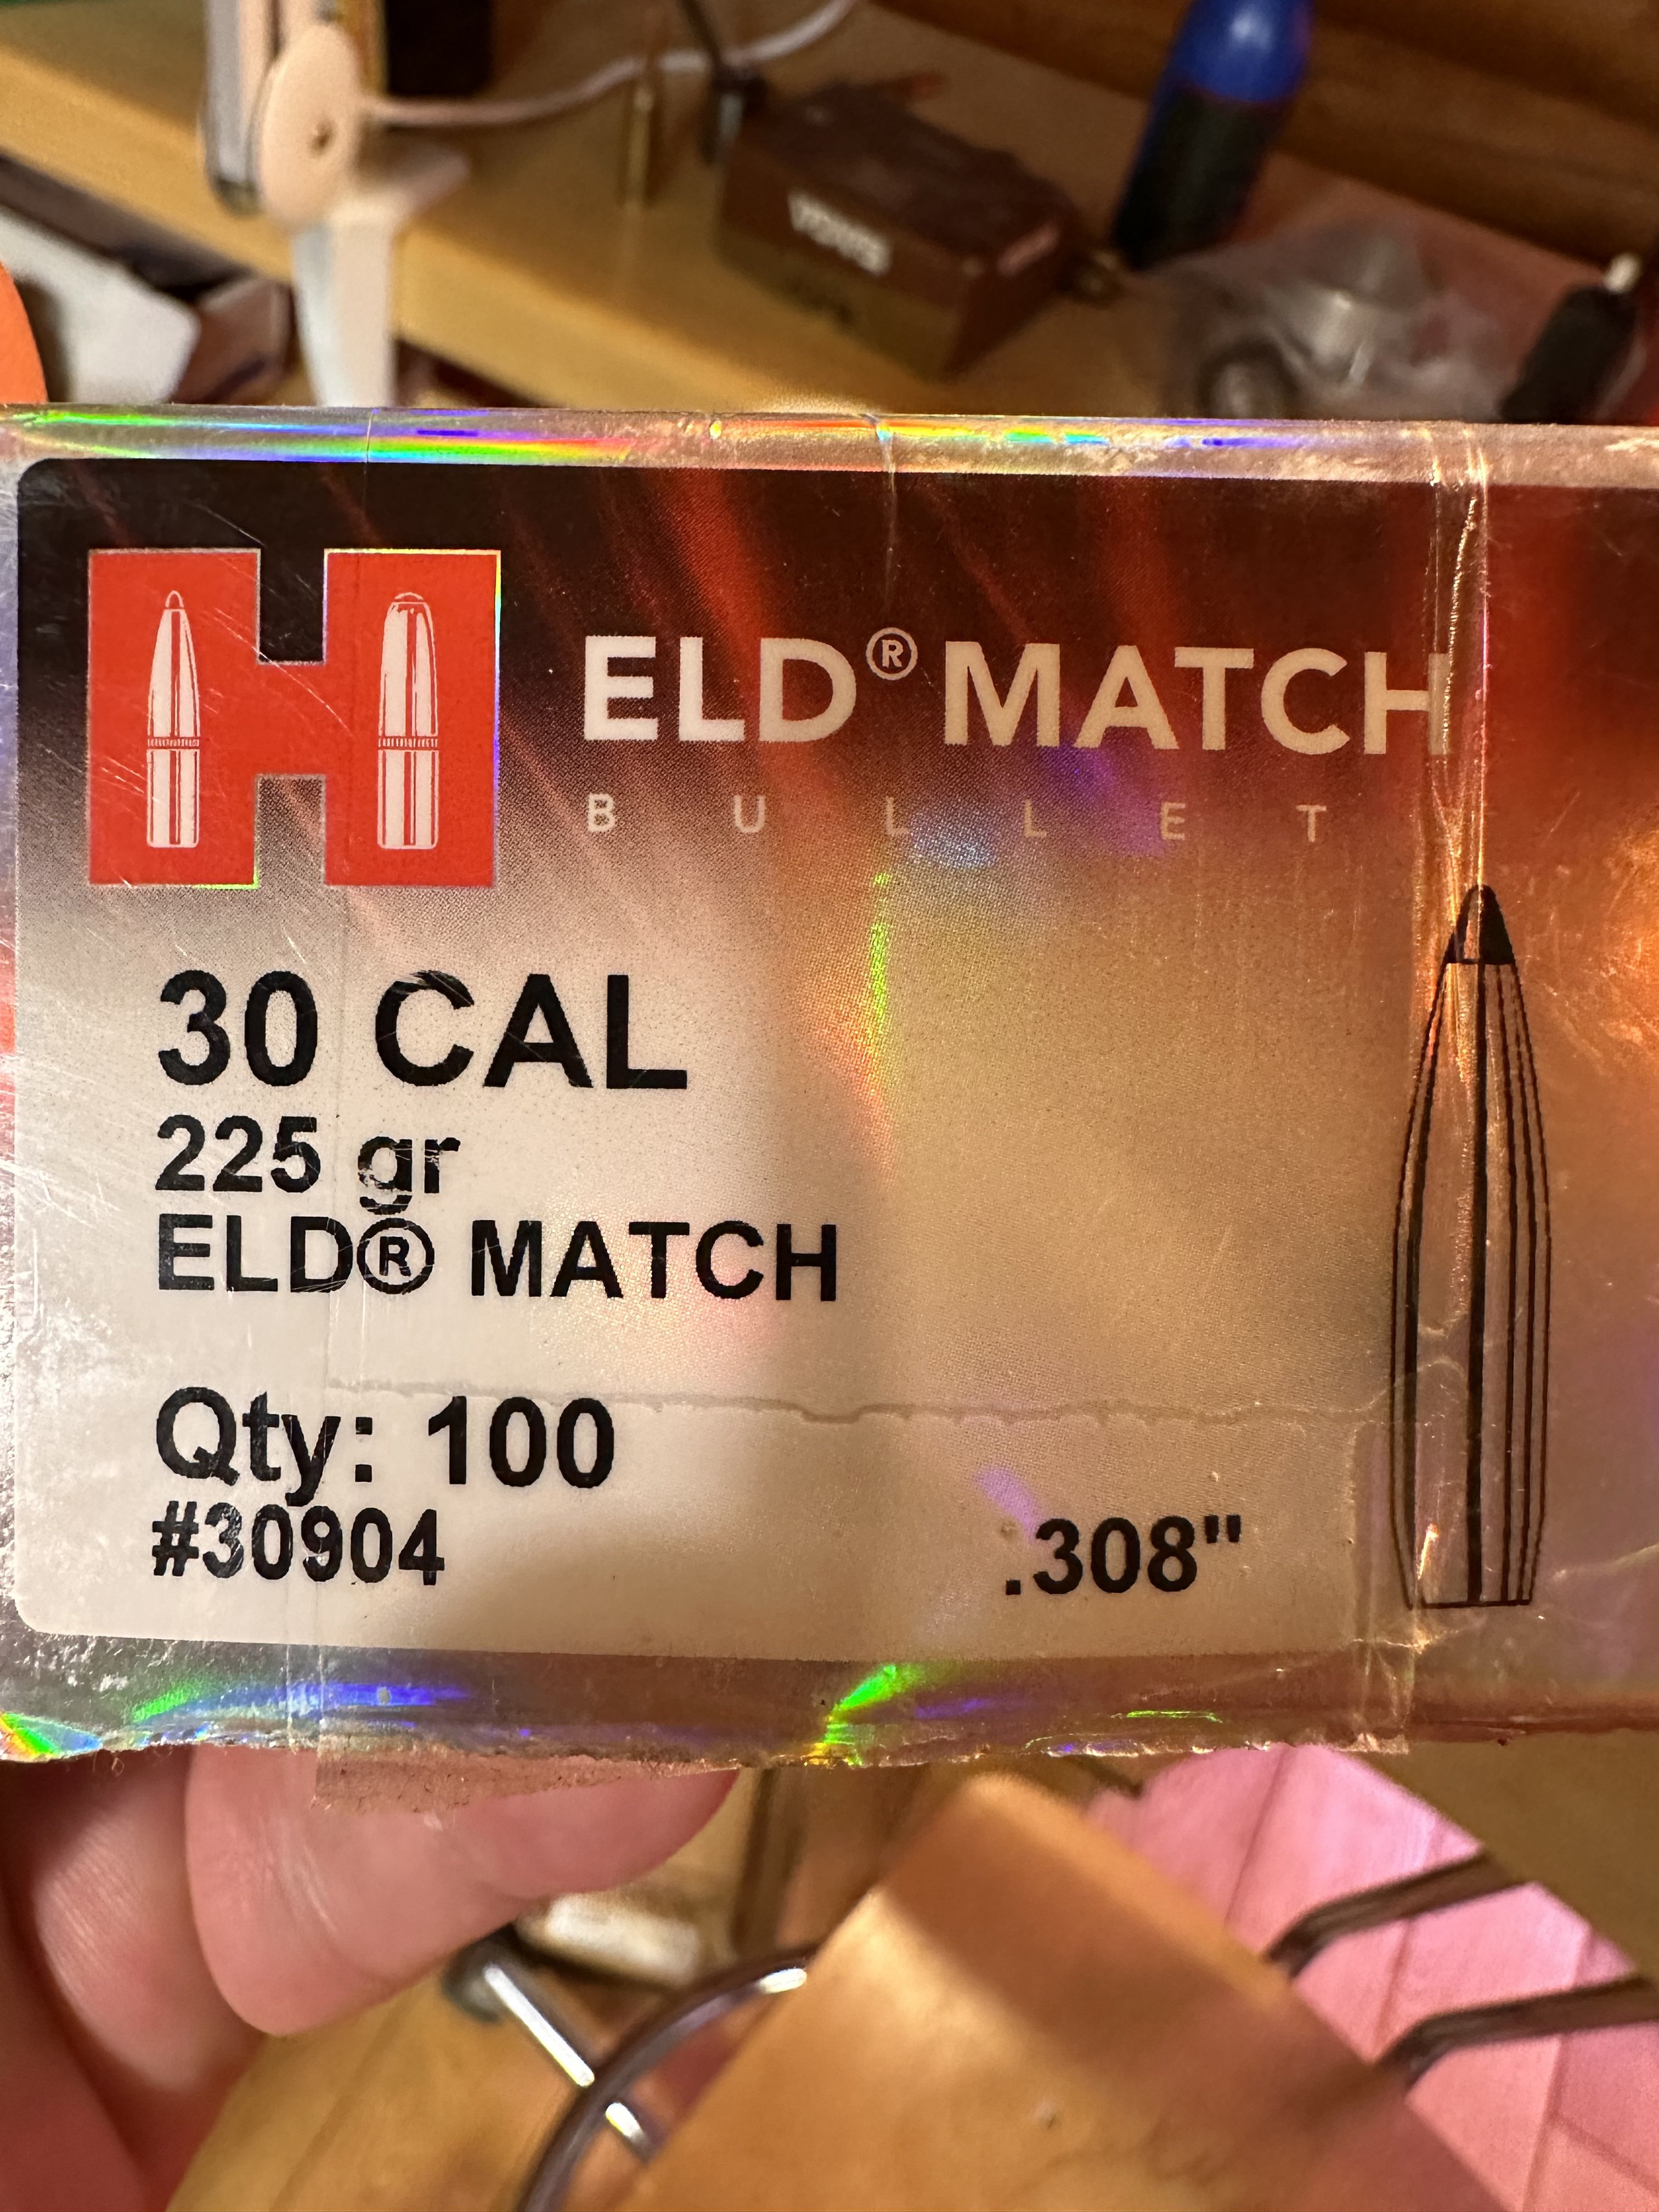 H
ELD® MATCH
BULLET
30 CAL
225 gr
ELD® MATCH
Qty: 100
#30904
.308"